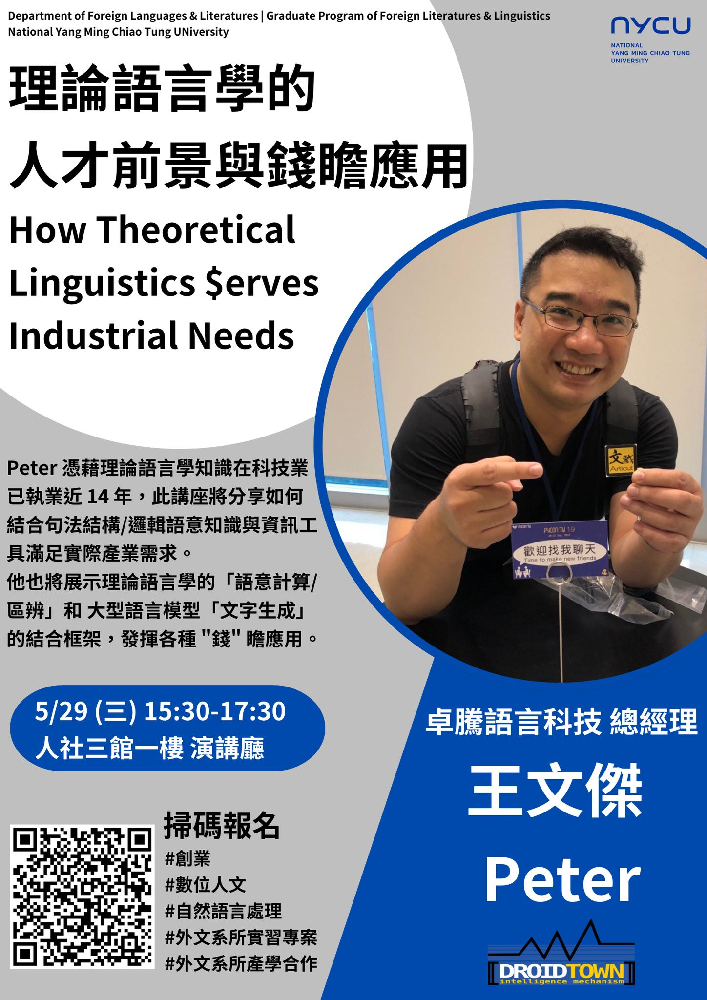 Department of Foreign Languages & Literatures | Graduate Program of Foreign Literatures & Linguistics
National Yang Ming Chiao Tung UNiversity
NYCU
NATIONAL
YANG MING CHIAO TUNG
UNIVERSITY
理論語言學的
人才前景與錢瞻應用
How Theoretical
Linguistics $erves
Industrial Needs
文截
Articut
PYCON TW
PYCON TW 19
20-22 Sep. 2019
歡迎找我聊天
Time to make new friends
Peter 憑藉理論語言學知識在科技業
已執業近 14 年，此講座將分享如何
結合句法結構/邏輯語意知識與資訊工
具滿足實際產業需求。
他也將展示理論語言學的「語意計算/
區辨」和 大型語言模型「文字生成」
的結合框架，發揮各種 "錢" 瞻應用。
5/29 (三) 15:30-17:30
人社三館一樓 演講廳
掃碼報名
#創業
#數位人文
#自然語言處理
#外文系所實習專案
#外文系所產學合作
卓騰語言科技 總經理
王文傑
Peter
[DROIDTOWN]
intelligence mechanism